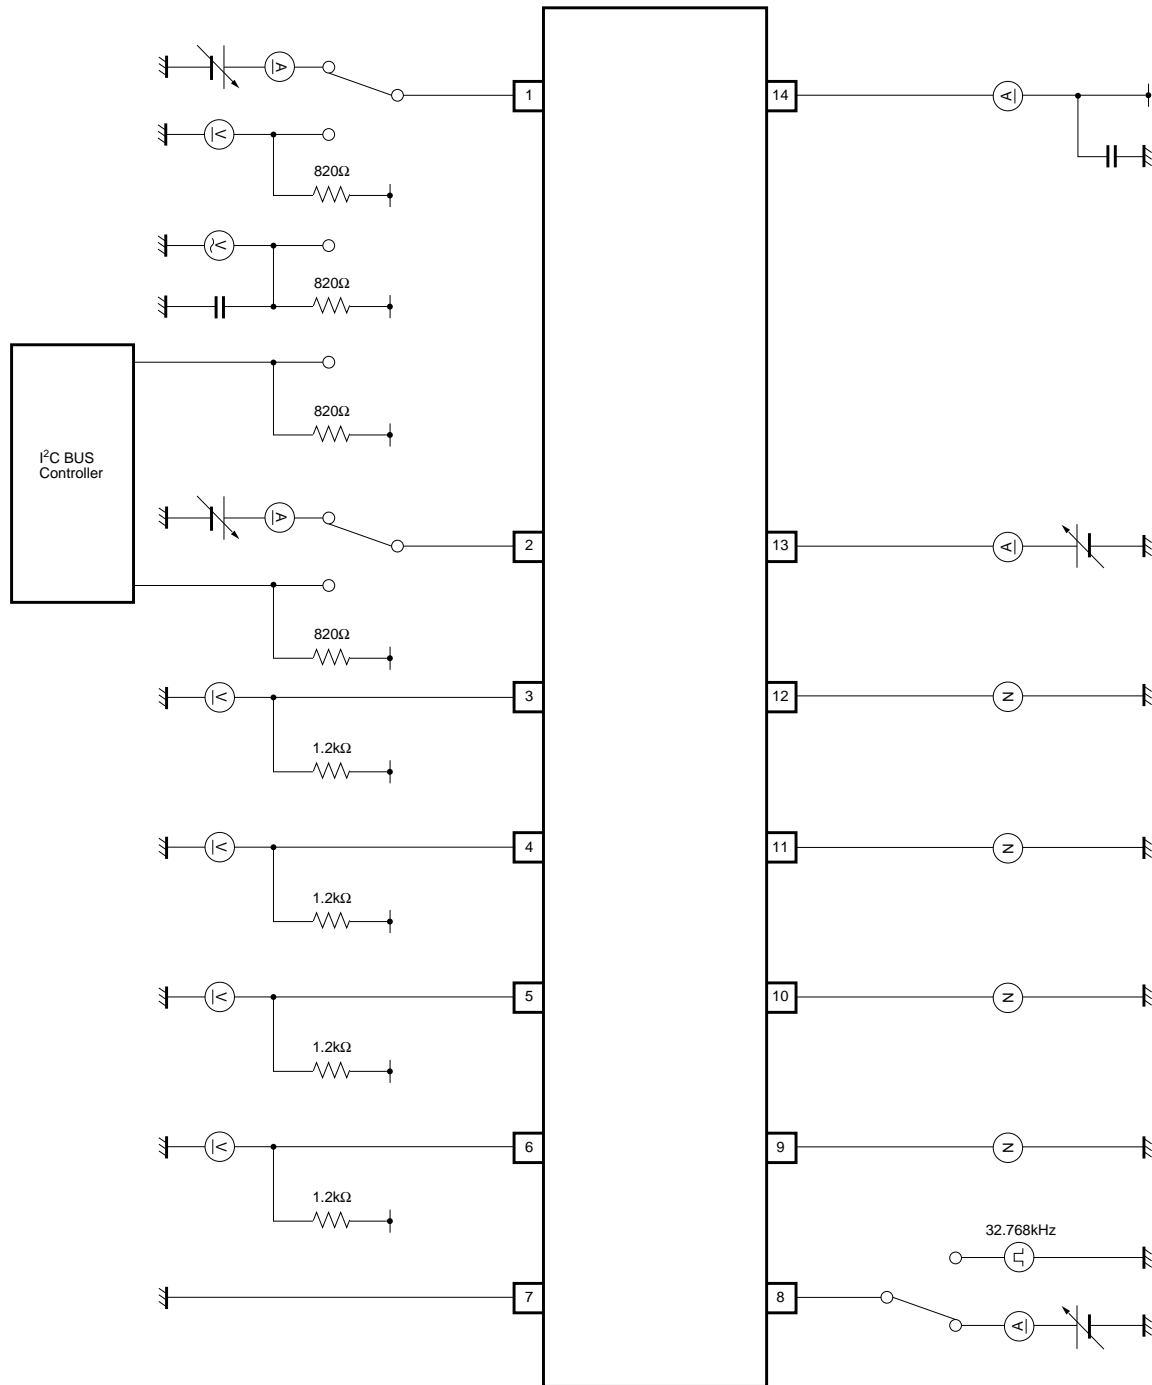 A
1
14
A
V
820Ω
V
820Ω
820Ω
I²C BUS
Controller
A
2
13
A
820Ω
V
3
12
N
1.2kΩ
V
4
11
N
1.2kΩ
V
5
10
N
1.2kΩ
V
6
9
N
1.2kΩ
32.768kHz
7
8
A